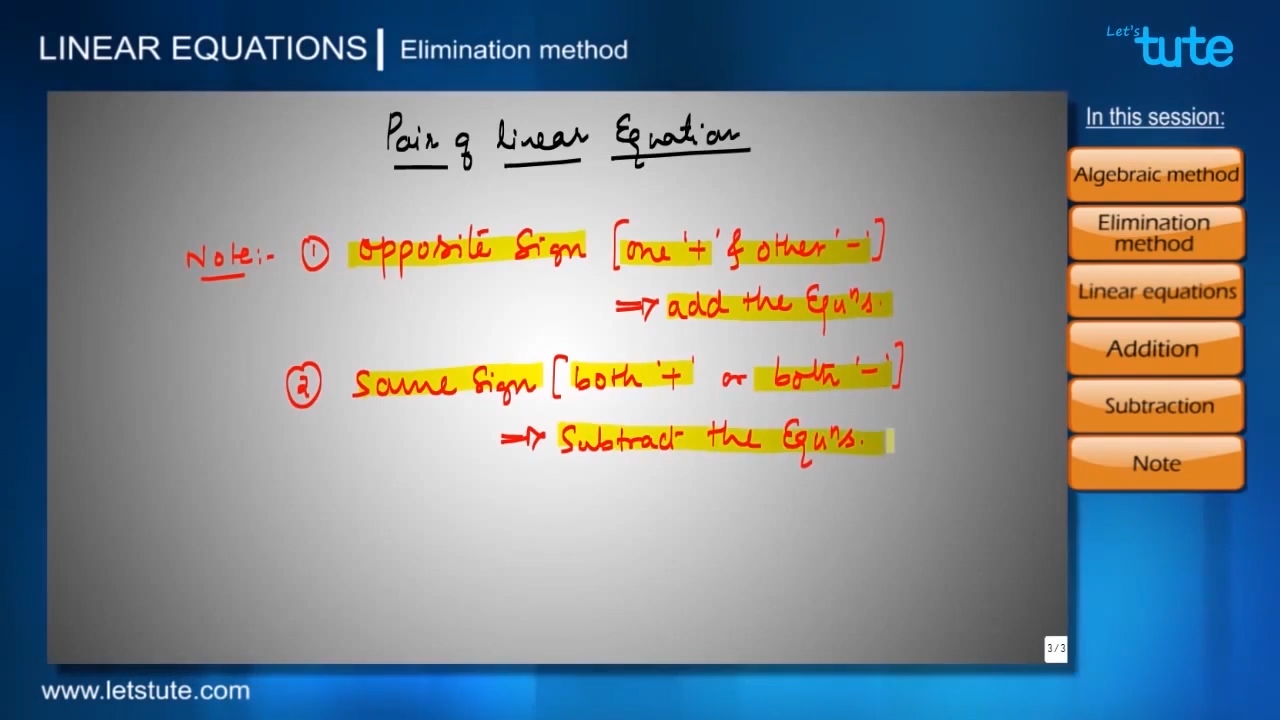 LINEAR EQUATIONS | Elimination method
Let's tute
Pair of linear Equation
Note:- ① opposite Sign [one '+' & other '-']
⇒ add the Equⁿs.
② Same Sign [both '+' or both '-']
⇒ Subtract the Equⁿs.
In this session:
Algebraic method
Elimination
method
Linear equations
Addition
Subtraction
Note
3/3
www.letstute.com